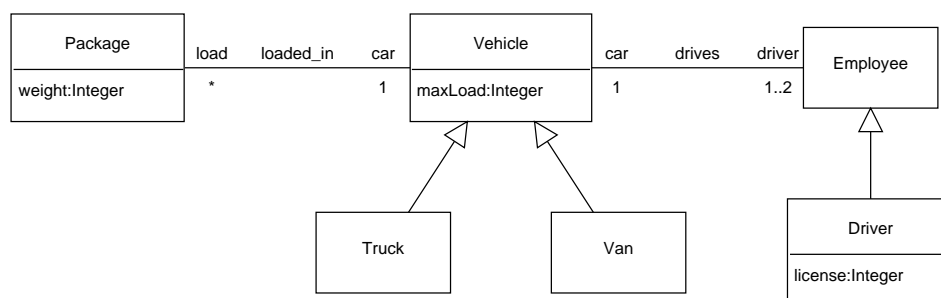 Package
weight:Integer
load loaded_in car
* 1
Vehicle
maxLoad:Integer
car drives driver
1 1..2
Employee
Truck
Van
Driver
license:Integer